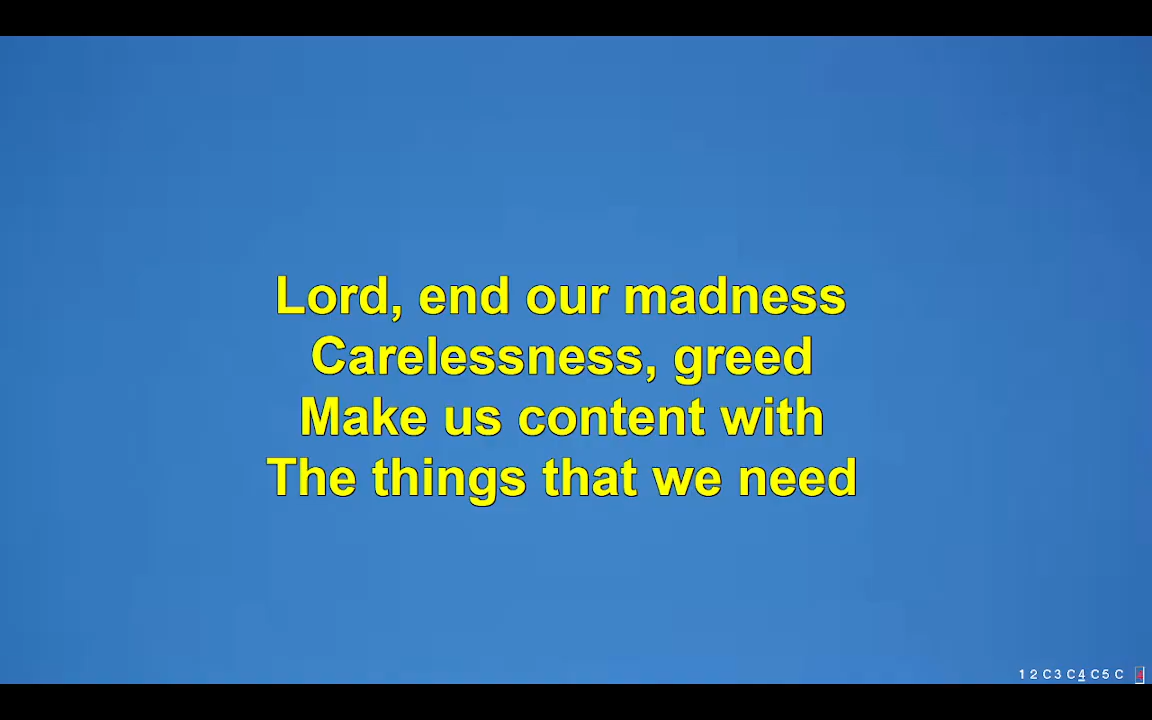 Lord, end our madness
Carelessness, greed
Make us content with
The things that we need
1 2 C 3 C 4 C 5 C